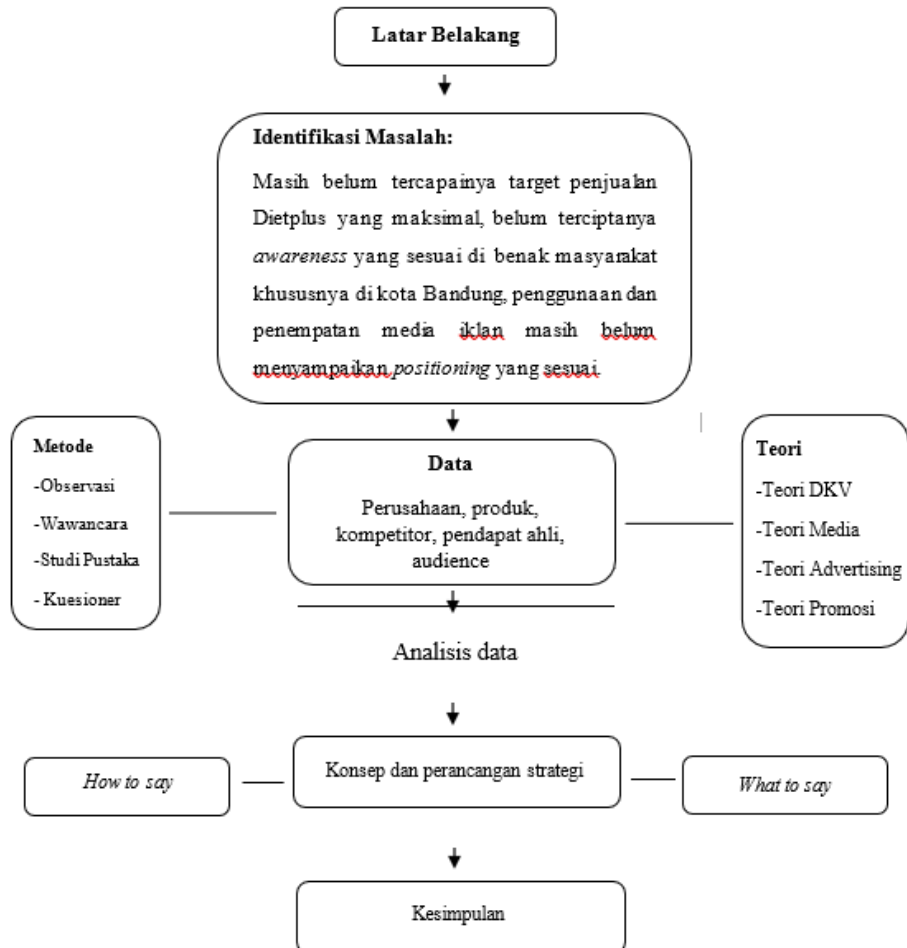 Latar Belakang
Identifikasi Masalah:
Masih belum tercapainya target penjualan
Dietplus yang maksimal, belum terciptanya
awareness yang sesuai di benak masyarakat
khususnya di kota Bandung, penggunaan dan
penempatan media iklan masih belum
menyampaikan positioning yang sesuai.
Metode
-Observasi
-Wawancara
-Studi Pustaka
- Kuesioner
Data
Perusahaan, produk,
kompetitor, pendapat ahli,
audience
Teori
-Teori DKV
-Teori Media
-Teori Advertising
-Teori Promosi
Analisis data
How to say
Konsep dan perancangan strategi
What to say
Kesimpulan